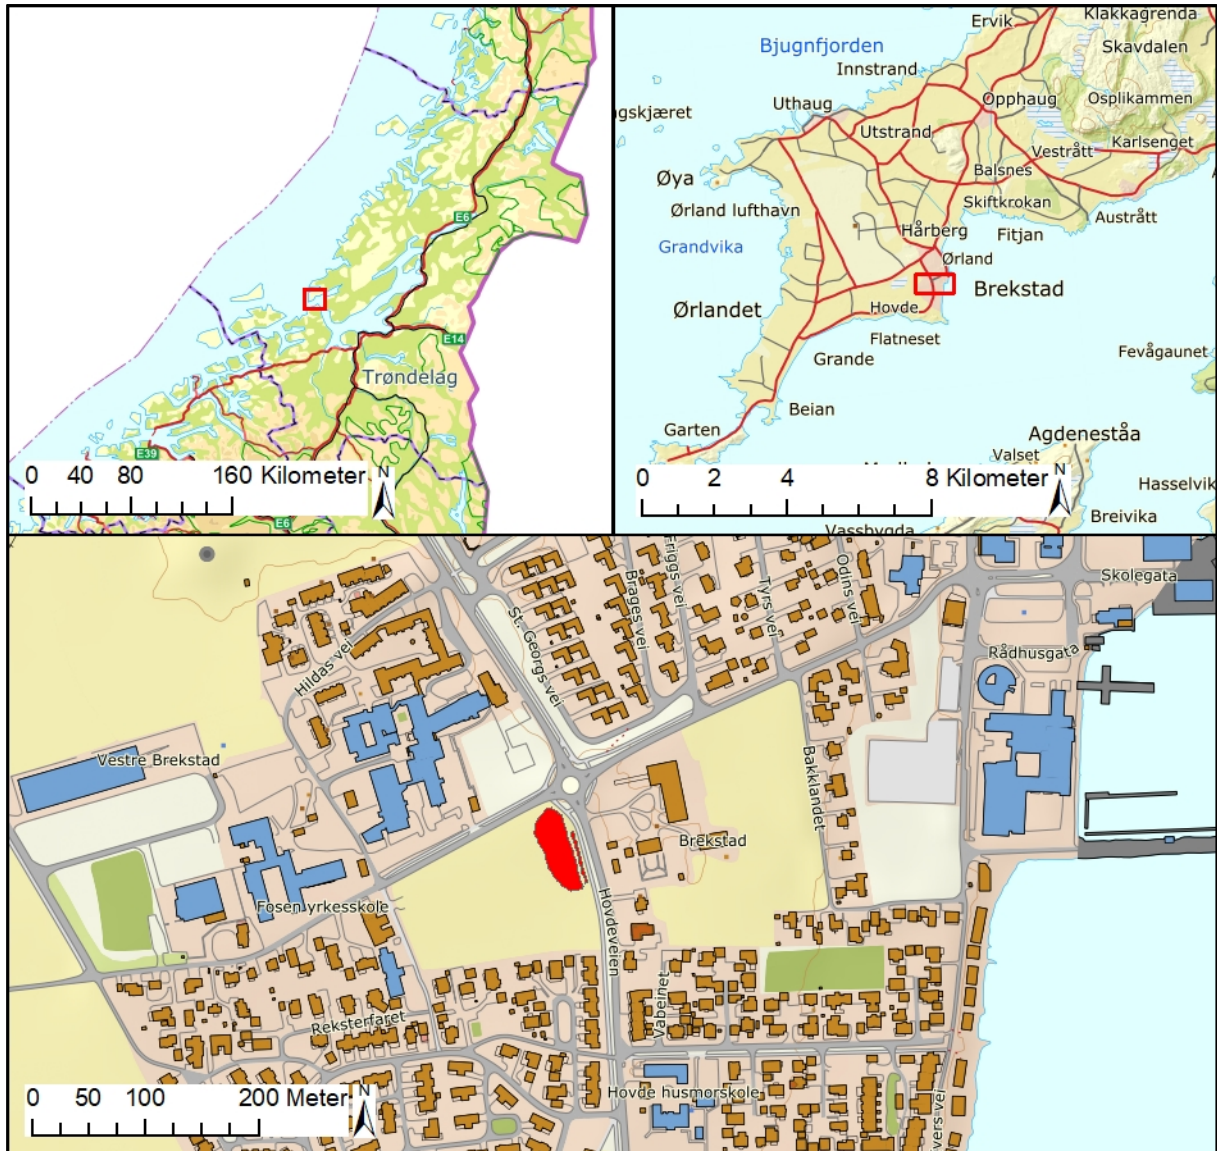 E6
E14
Trøndelag
E39
0 40 80 160 Kilometer
N
E6
Ervik
Klakkagrenda
Bjugnfjorden
Skavdalen
Innstrand
Uthaug
Opphaug
Osplikammen
gskjæret
Utstrand
Vestrått
Karlsenget
Balsnes
Øya
Skiftkrokan
Ørland lufthavn
Austrått
Hårberg
Fitjan
Grandvika
Ørland
Brekstad
Ørlandet
Hovde
Flatneset
Grande
Fevågaunet
Beian
Garten
Agdeneståa
Valset
0 2 4 8 Kilometer
N
Hasselvik
Breivika
Vassbygda
Friggs vei
Brages vei
Tyrs vei
Odins vei
Skolegata
St. Georgs vei
Hildas vei
Rådhusgata
Vestre Brekstad
Bakklandet
Brekstad
Fosen yrkesskole
Hovdeveien
Vabeinet
Reksterfaret
Hovde husmorskole
vers vei
0 50 100 200 Meter
N